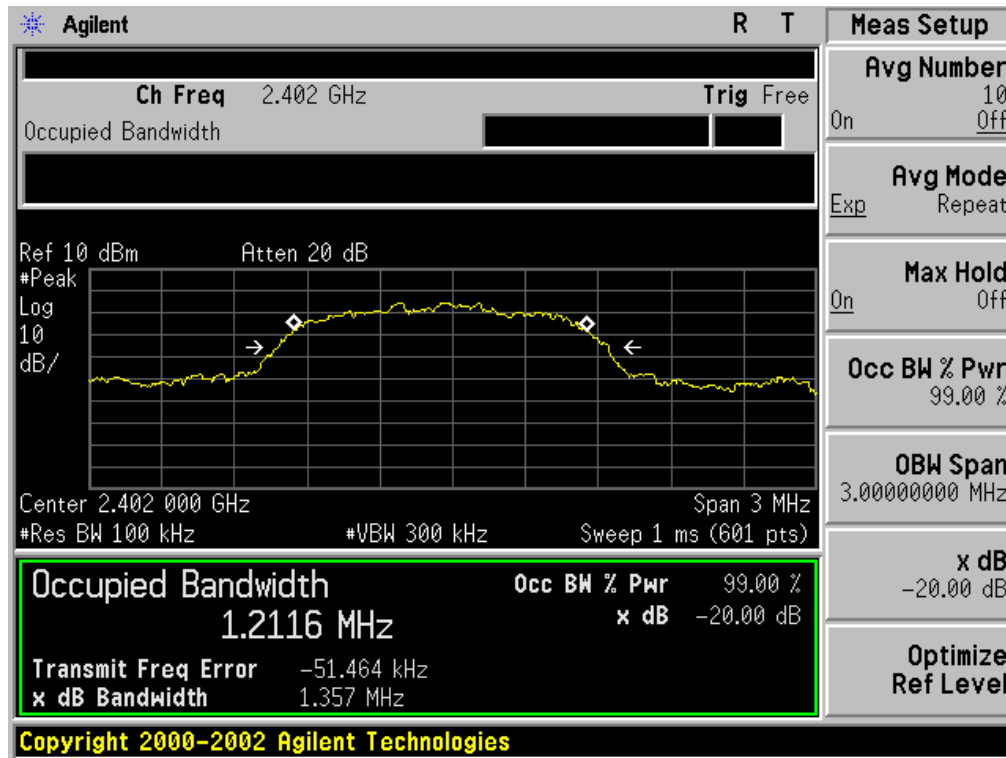 Agilent R T Meas Setup
Ch Freq 2.402 GHz Trig Free
Occupied Bandwidth
Avg Number
10
On Off
Avg Mode
Exp Repeat
Max Hold
On Off
Occ BW % Pwr
99.00 %
OBW Span
3.00000000 MHz
x dB
-20.00 dB
Optimize
Ref Level
Ref 10 dBm Atten 20 dB
#Peak
Log
10
dB/
Center 2.402 000 GHz Span 3 MHz
#Res BW 100 kHz #VBW 300 kHz Sweep 1 ms (601 pts)
Occupied Bandwidth Occ BW % Pwr 99.00 %
1.2116 MHz x dB -20.00 dB
Transmit Freq Error -51.464 kHz
x dB Bandwidth 1.357 MHz
Copyright 2000-2002 Agilent Technologies